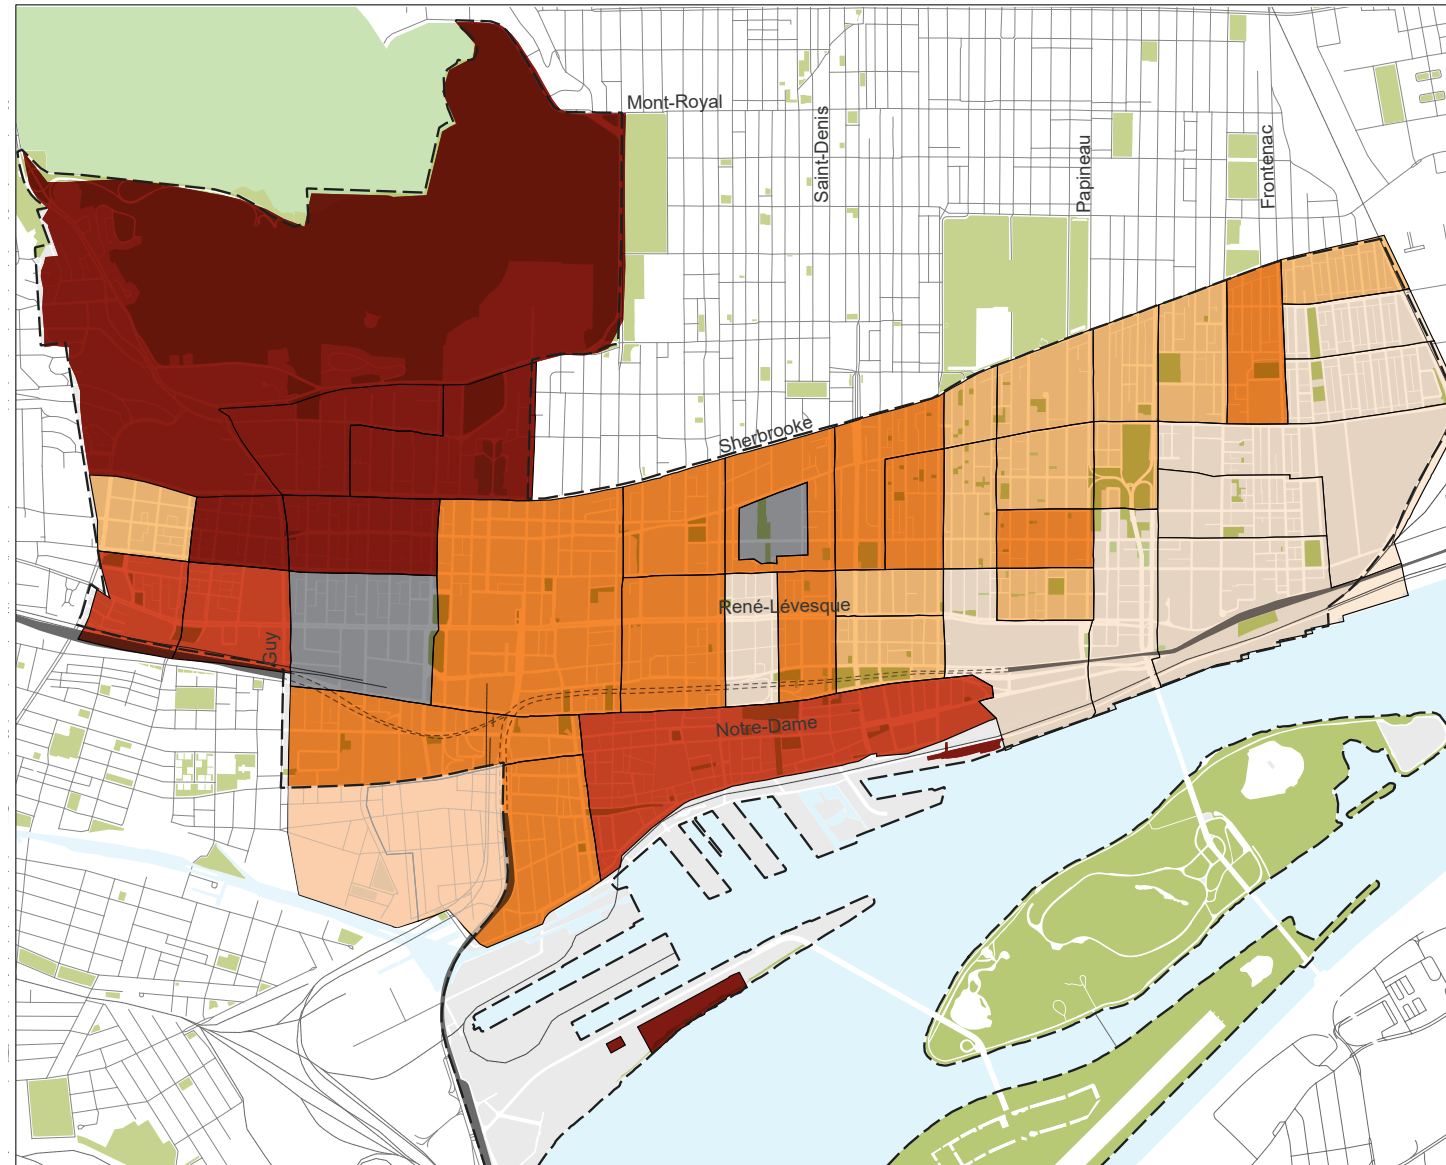 Mont-Royal
Saint-Denis
Papineau
Frontenac
Sherbrooke
René-Lévesque
Guy
Notre-Dame